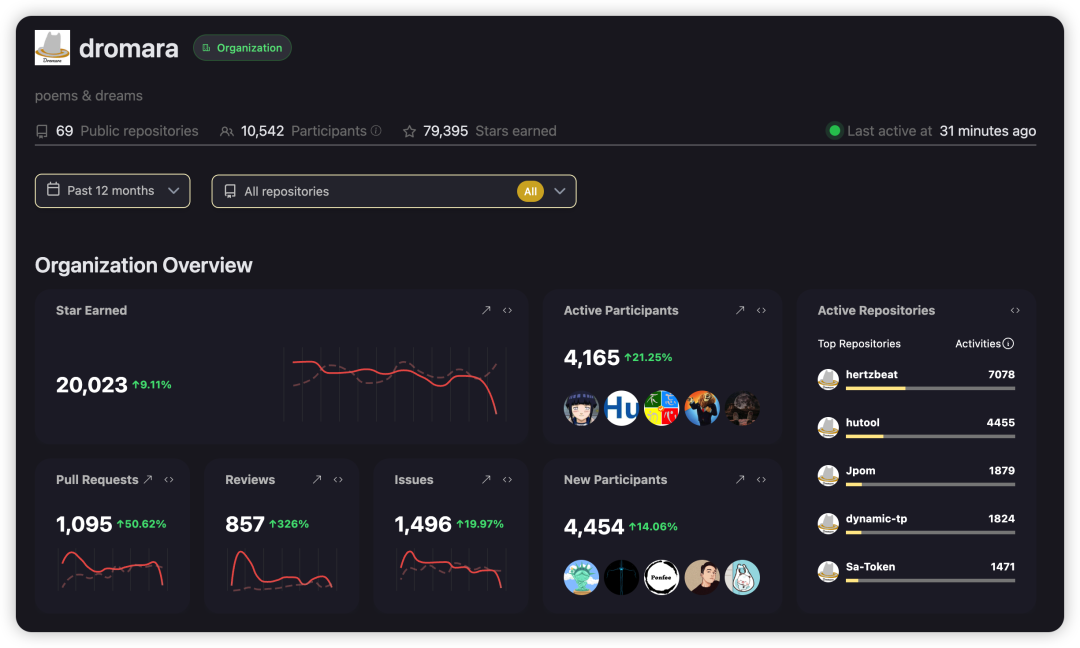 dromara Organization
poems & dreams
69 Public repositories 10,542 Participants 79,395 Stars earned Last active at 31 minutes ago
Past 12 months All repositories All
Organization Overview
Star Earned
20,023 ↑9.11%
Active Participants
4,165 ↑21.25%
Hu
Active Repositories
Top Repositories Activities
hertzbeat 7078
hutool 4455
Jpom 1879
dynamic-tp 1824
Sa-Token 1471
Pull Requests
1,095 ↑50.62%
Reviews
857 ↑326%
Issues
1,496 ↑19.97%
New Participants
4,454 ↑14.06%
Ponfee